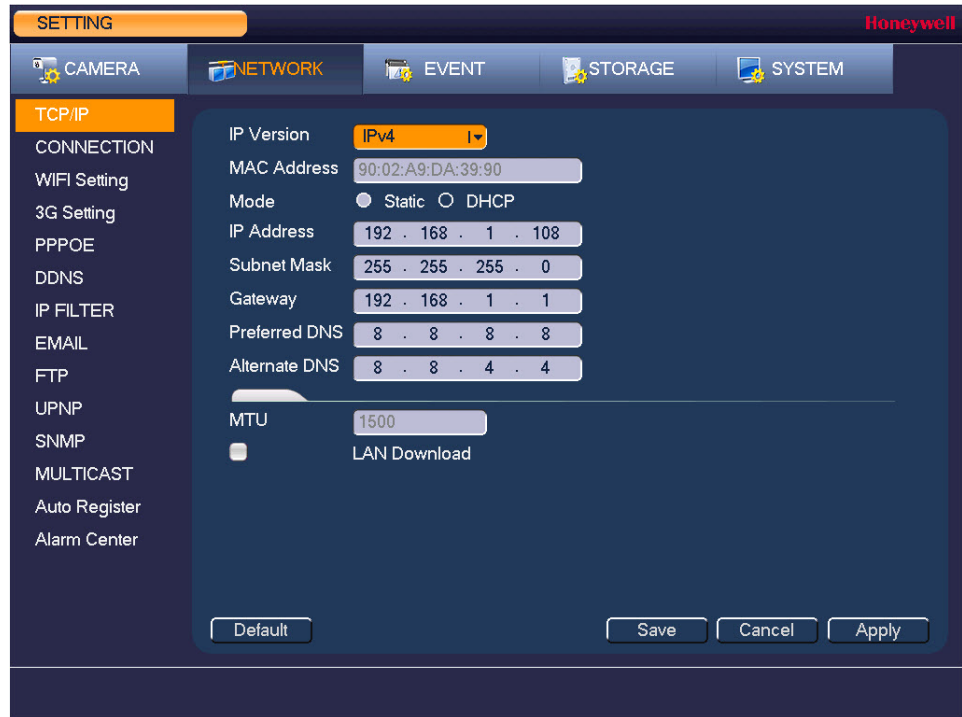 SETTING
Honeywell
CAMERA
NETWORK
EVENT
STORAGE
SYSTEM
TCP/IP
CONNECTION
WIFI Setting
3G Setting
PPPOE
DDNS
IP FILTER
EMAIL
FTP
UPNP
SNMP
MULTICAST
Auto Register
Alarm Center
IP Version IPv4
MAC Address 90:02:A9:DA:39:90
Mode Static DHCP
IP Address 192 . 168 . 1 . 108
Subnet Mask 255 . 255 . 255 . 0
Gateway 192 . 168 . 1 . 1
Preferred DNS 8 . 8 . 8 . 8
Alternate DNS 8 . 8 . 4 . 4
MTU 1500
LAN Download
Default
Save
Cancel
Apply